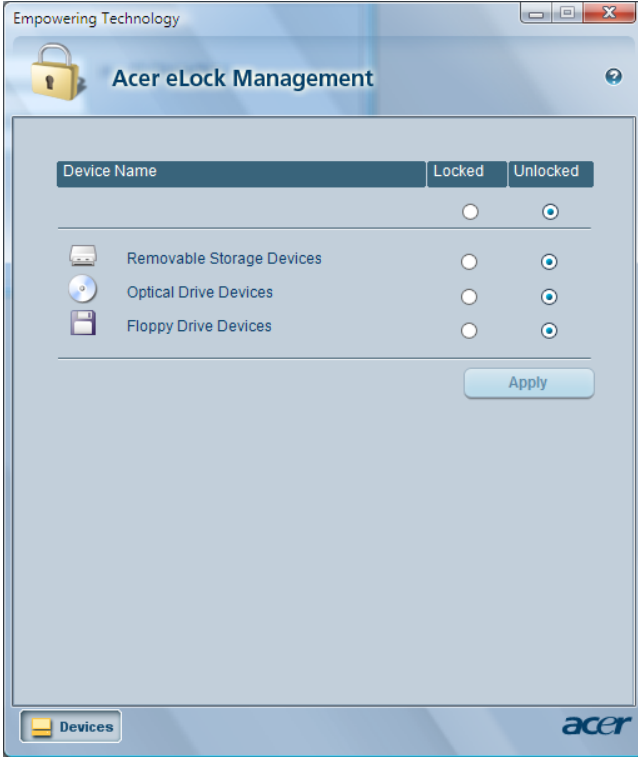 Empowering Technology
Acer eLock Management
Device Name Locked Unlocked
Removable Storage Devices
Optical Drive Devices
Floppy Drive Devices
Apply
Devices
acer